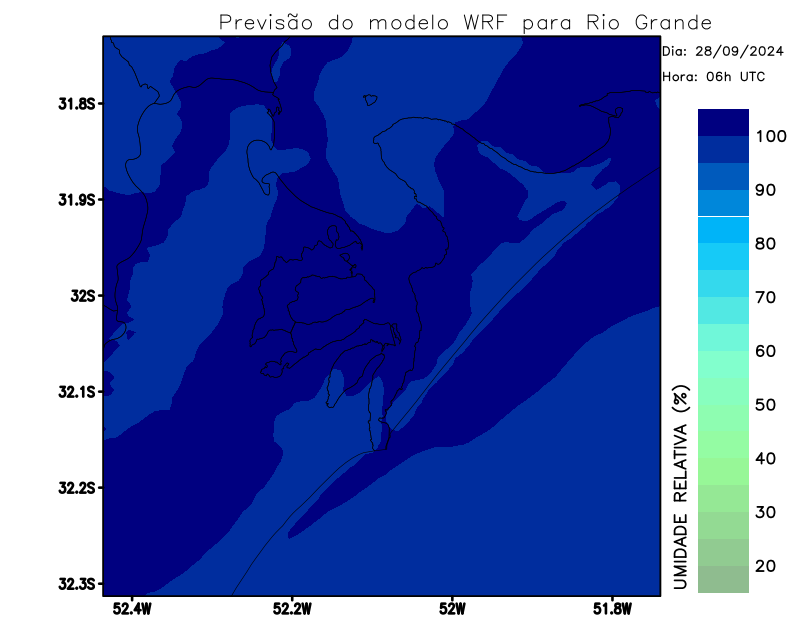 Previsão do modelo WRF para Rio Grande
Dia: 28/09/2024
Hora: 06h UTC
31.8S
31.9S
32S
32.1S
32.2S
32.3S
52.4W
52.2W
52W
51.8W
100
90
80
70
60
50
40
30
20
UMIDADE RELATIVA (%)